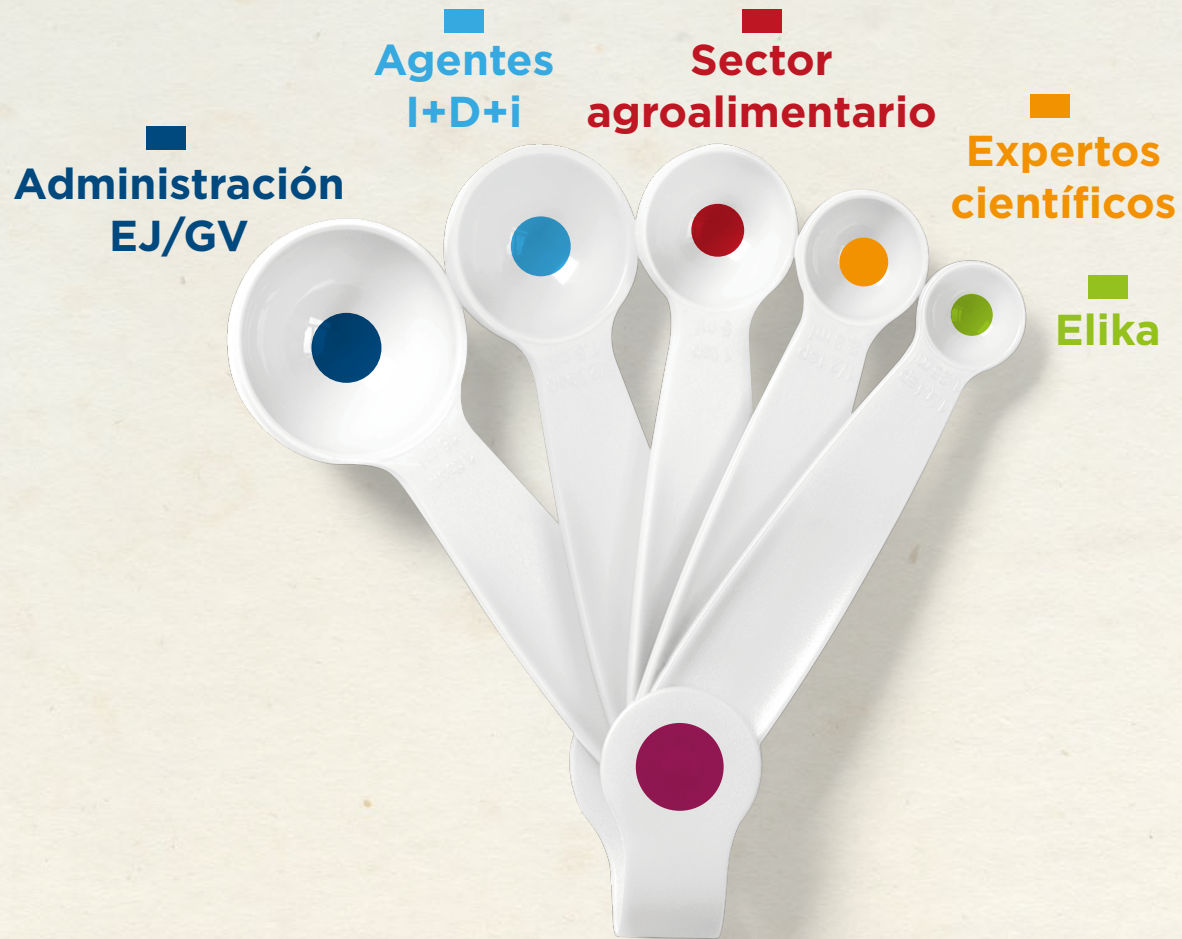 Agentes
I+D+i
Sector
agroalimentario
Administración
EJ/GV
Expertos
científicos
Elika